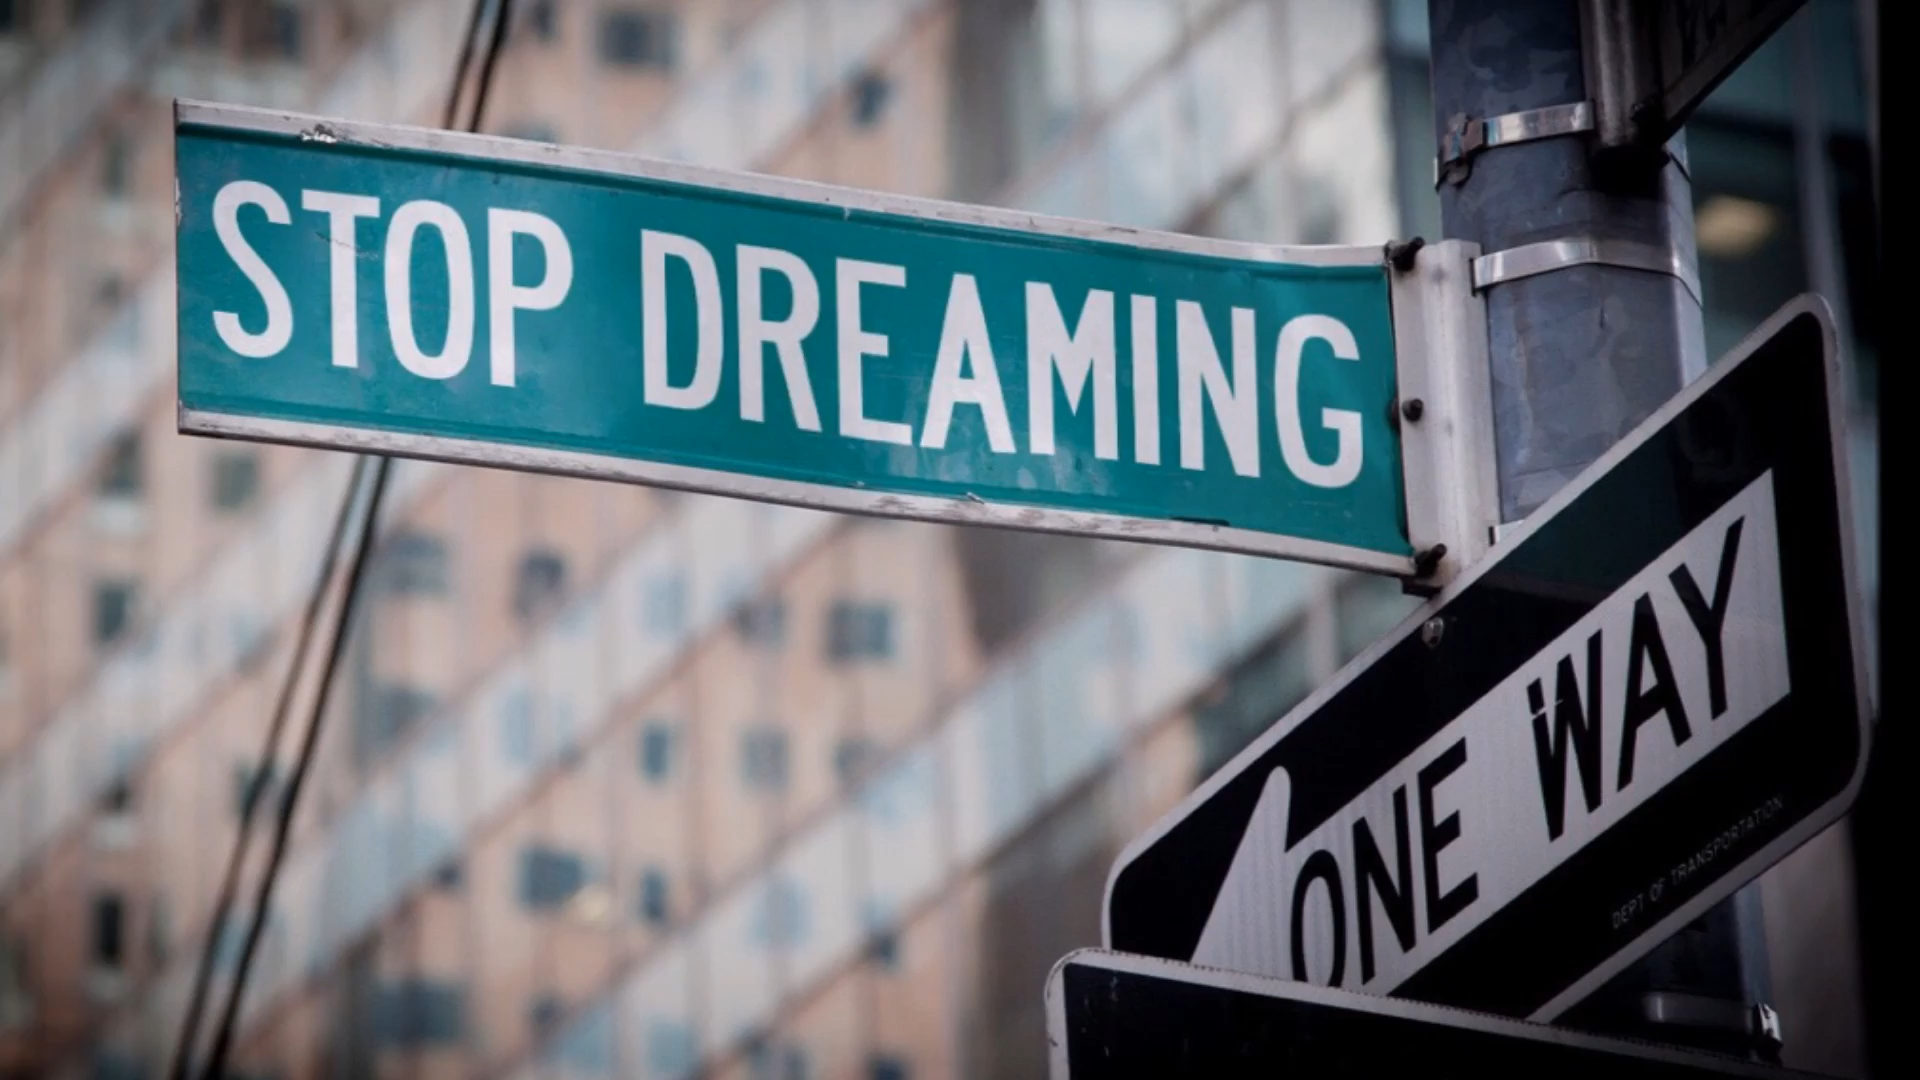 STOP DREAMING
ONE WAY
DEPT OF TRANSPORTATION